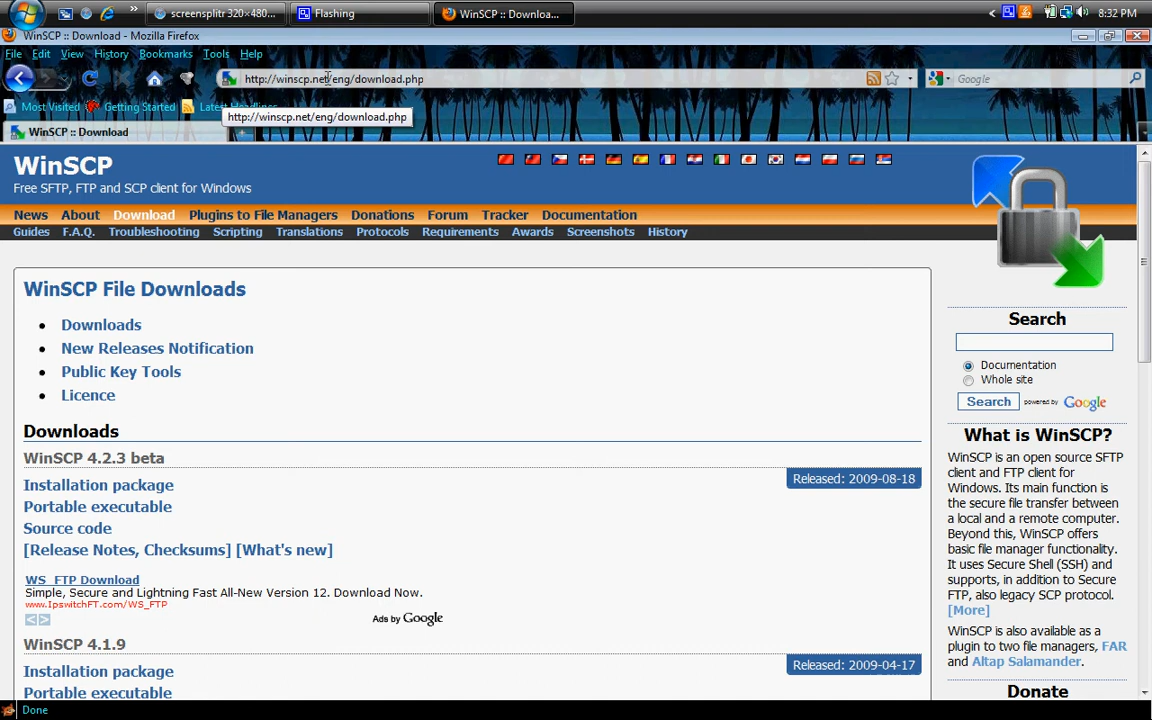 screensplitr 320×480...
Flashing
WinSCP :: Downloa...
8:32 PM
WinSCP :: Download - Mozilla Firefox
File Edit View History Bookmarks Tools Help
http://winscp.net/eng/download.php
Google
Most Visited Getting Started Latest Headlines
http://winscp.net/eng/download.php
WinSCP :: Download
WinSCP
Free SFTP, FTP and SCP client for Windows
News About Download Plugins to File Managers Donations Forum Tracker Documentation
Guides F.A.Q. Troubleshooting Scripting Translations Protocols Requirements Awards Screenshots History
WinSCP File Downloads
Downloads
New Releases Notification
Public Key Tools
Licence
Downloads
WinSCP 4.2.3 beta
Released: 2009-08-18
Installation package
Portable executable
Source code
[Release Notes, Checksums] [What's new]
WS_FTP Download
Simple, Secure and Lightning Fast All-New Version 12. Download Now.
www.IpswitchFT.com/WS_FTP
Ads by Google
WinSCP 4.1.9
Released: 2009-04-17
Installation package
Portable executable
Search
Documentation
Whole site
Search powered by Google
What is WinSCP?
WinSCP is an open source SFTP
client and FTP client for
Windows. Its main function is
the secure file transfer between
a local and a remote computer.
Beyond this, WinSCP offers
basic file manager functionality.
It uses Secure Shell (SSH) and
supports, in addition to Secure
FTP, also legacy SCP protocol.
[More]
WinSCP is also available as a
plugin to two file managers, FAR
and Altap Salamander.
Donate
Done